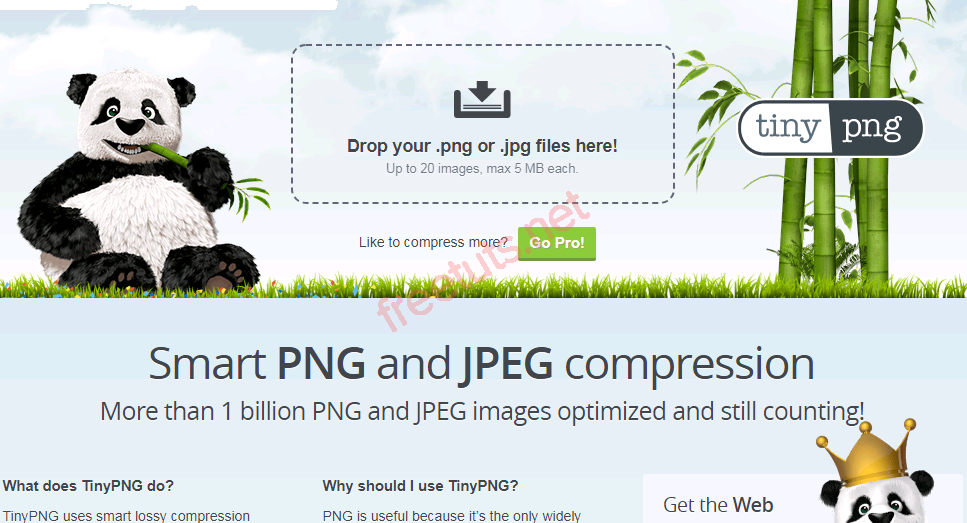 Drop your .png or .jpg files here!
Up to 20 images, max 5 MB each.
tiny png
Like to compress more? Go Pro!
freetuts.net
Smart PNG and JPEG compression
More than 1 billion PNG and JPEG images optimized and still counting!
What does TinyPNG do?
TinyPNG uses smart lossy compression
Why should I use TinyPNG?
PNG is useful because it's the only widely
Get the Web